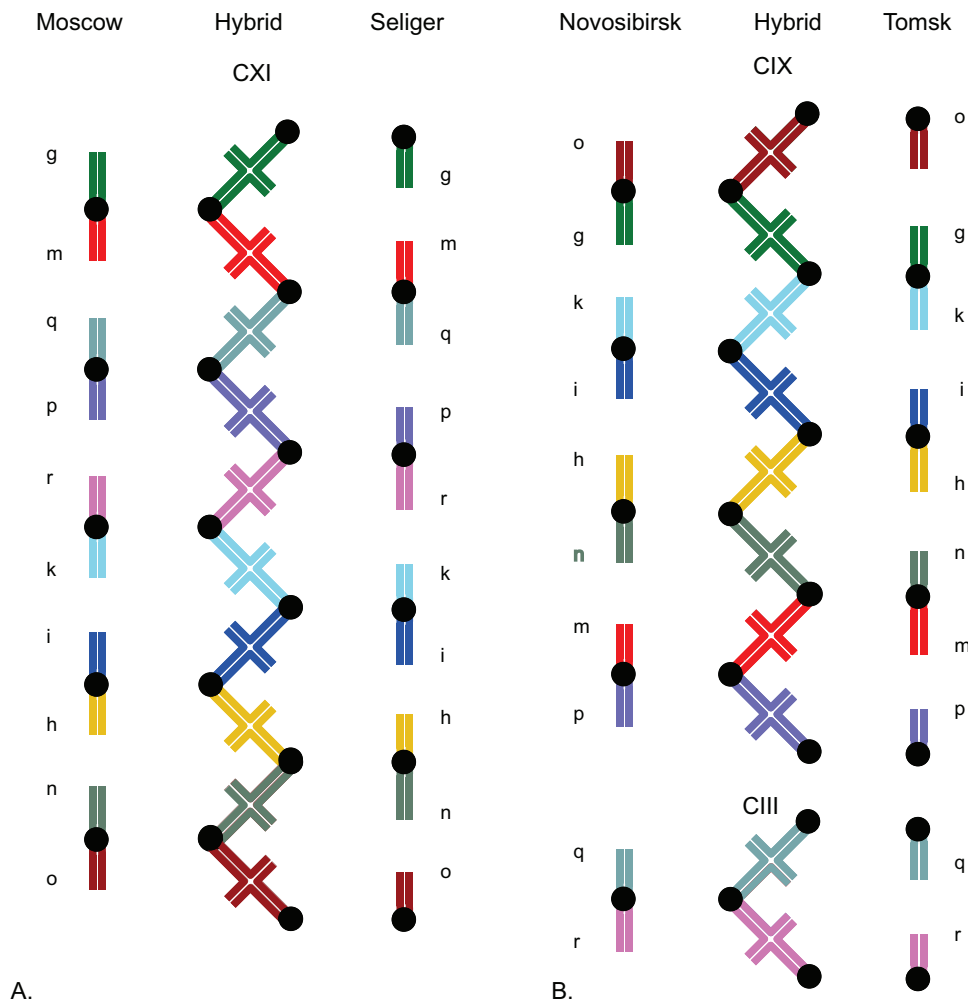 Moscow Hybrid Seliger Novosibirsk Hybrid Tomsk
CXI CIX
o
g o
g
m g g
m
q k k
q
p i i
p
r h h
r
k n n
k
i m m
i
h p p
h
CIII
n q q
n
o r r
o
A. B.